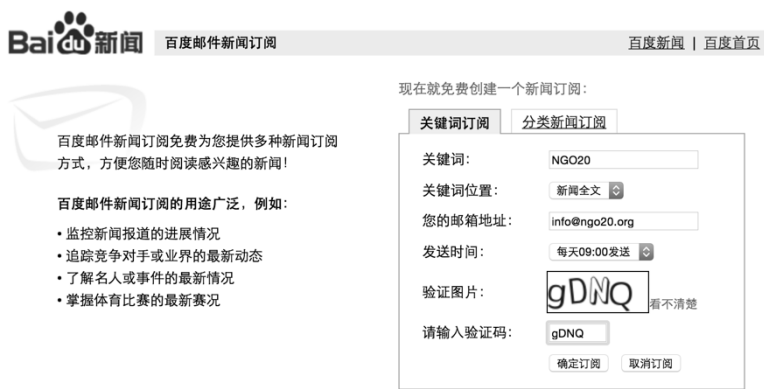 Bai du 新闻
百度邮件新闻订阅
百度新闻 | 百度首页
百度邮件新闻订阅免费为您提供多种新闻订阅
方式，方便您随时阅读感兴趣的新闻！
百度邮件新闻订阅的用途广泛，例如：
• 监控新闻报道的进展情况
• 追踪竞争对手或业界的最新动态
• 了解名人或事件的最新情况
• 掌握体育比赛的最新赛况
现在就免费创建一个新闻订阅：
关键词订阅 分类新闻订阅
关键词： NGO20
关键词位置： 新闻全文
您的邮箱地址： info@ngo20.org
发送时间： 每天09:00发送
验证图片： gDNQ 看不清楚
请输入验证码： gDNQ
确定订阅 取消订阅